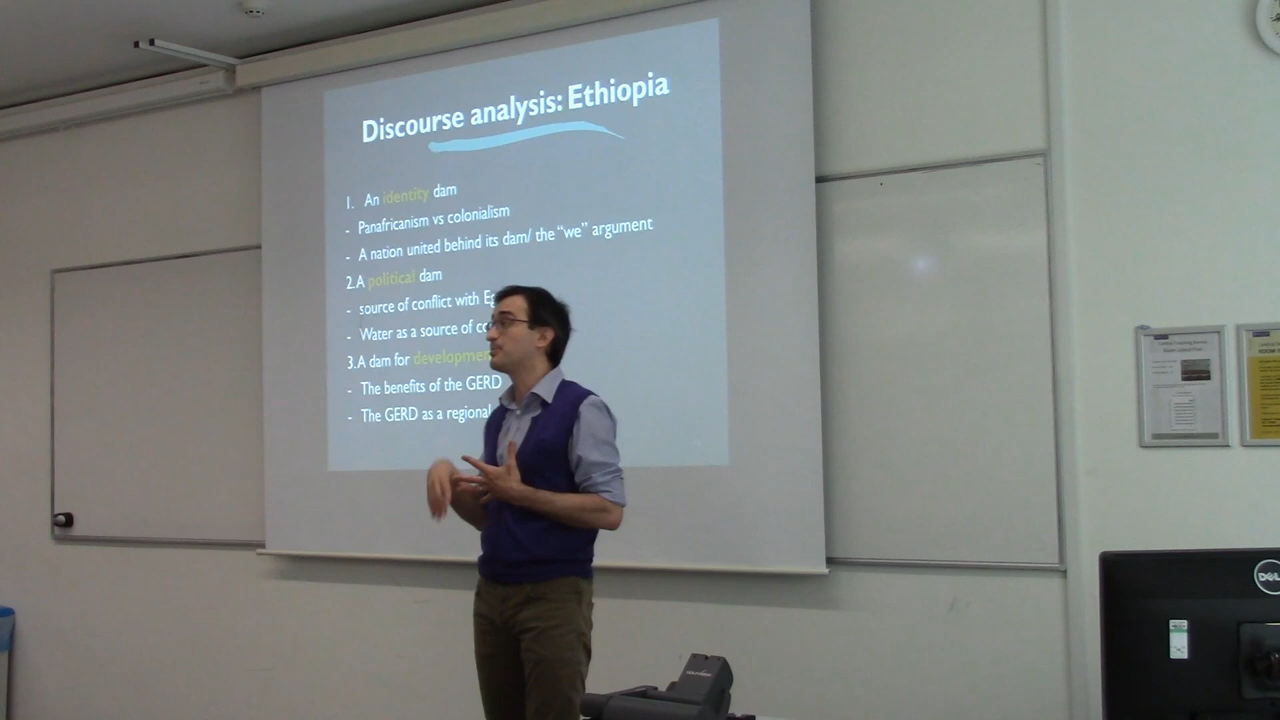 Discourse analysis: Ethiopia
1. An identity dam
- Panafricanism vs colonialism
- A nation united behind its dam/ the "we" argument
2.A political dam
- source of conflict with
- Water as a source of
3.A dam for
- The benefits of the GERD
- The GERD as a regional
DELL